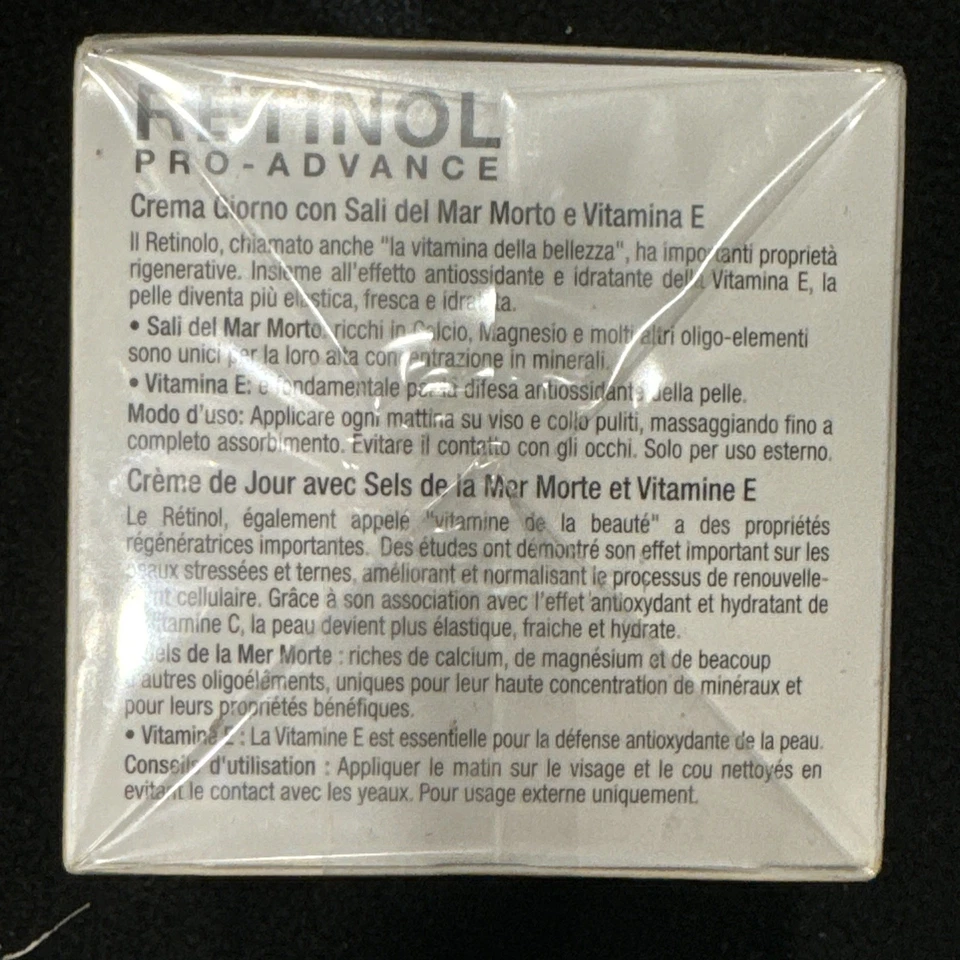 RETINOL
PRO-ADVANCE
Crema Giorno con Sali del Mar Morto e Vitamina E
Il Retinolo, chiamato anche "la vitamina della bellezza", ha importanti proprietà
rigenerative. Insieme all'effetto antiossidante e idratante della Vitamina E, la
pelle diventa più elastica, fresca e idratata.
• Sali del Mar Morto: ricchi in Calcio, Magnesio e molti altri oligo-elementi
sono unici per la loro alta concentrazione in minerali.
• Vitamina E: è fondamentale difesa antiossidante della pelle.
Modo d'uso: Applicare ogni mattina su viso e collo puliti, massaggiando fino a
completo assorbimento. Evitare il contatto con gli occhi. Solo per uso esterno.
Crème de Jour avec Sels de la Mer Morte et Vitamine E
Le Rétinol, également appelé "vitamine de la beauté" a des propriétés
régénératrices importantes. Des études ont démontré son effet important sur les
peaux stressées et ternes, améliorant et normalisant le processus de renouvelle-
ment cellulaire. Grâce à son association avec l'effet antioxydant et hydratant de
Vitamine C, la peau devient plus élastique, fraiche et hydrate.
Sels de la Mer Morte : riches de calcium, de magnésium et de beacoup
d'autres oligoéléments, uniques pour leur haute concentration de minéraux et
pour leurs propriétés bénéfiques.
• Vitamine E : La Vitamine E est essentielle pour la défense antioxydante de la peau.
Conseils d'utilisation : Appliquer le matin sur le visage et le cou nettoyés en
evitant le contact avec les yeaux. Pour usage externe uniquement.